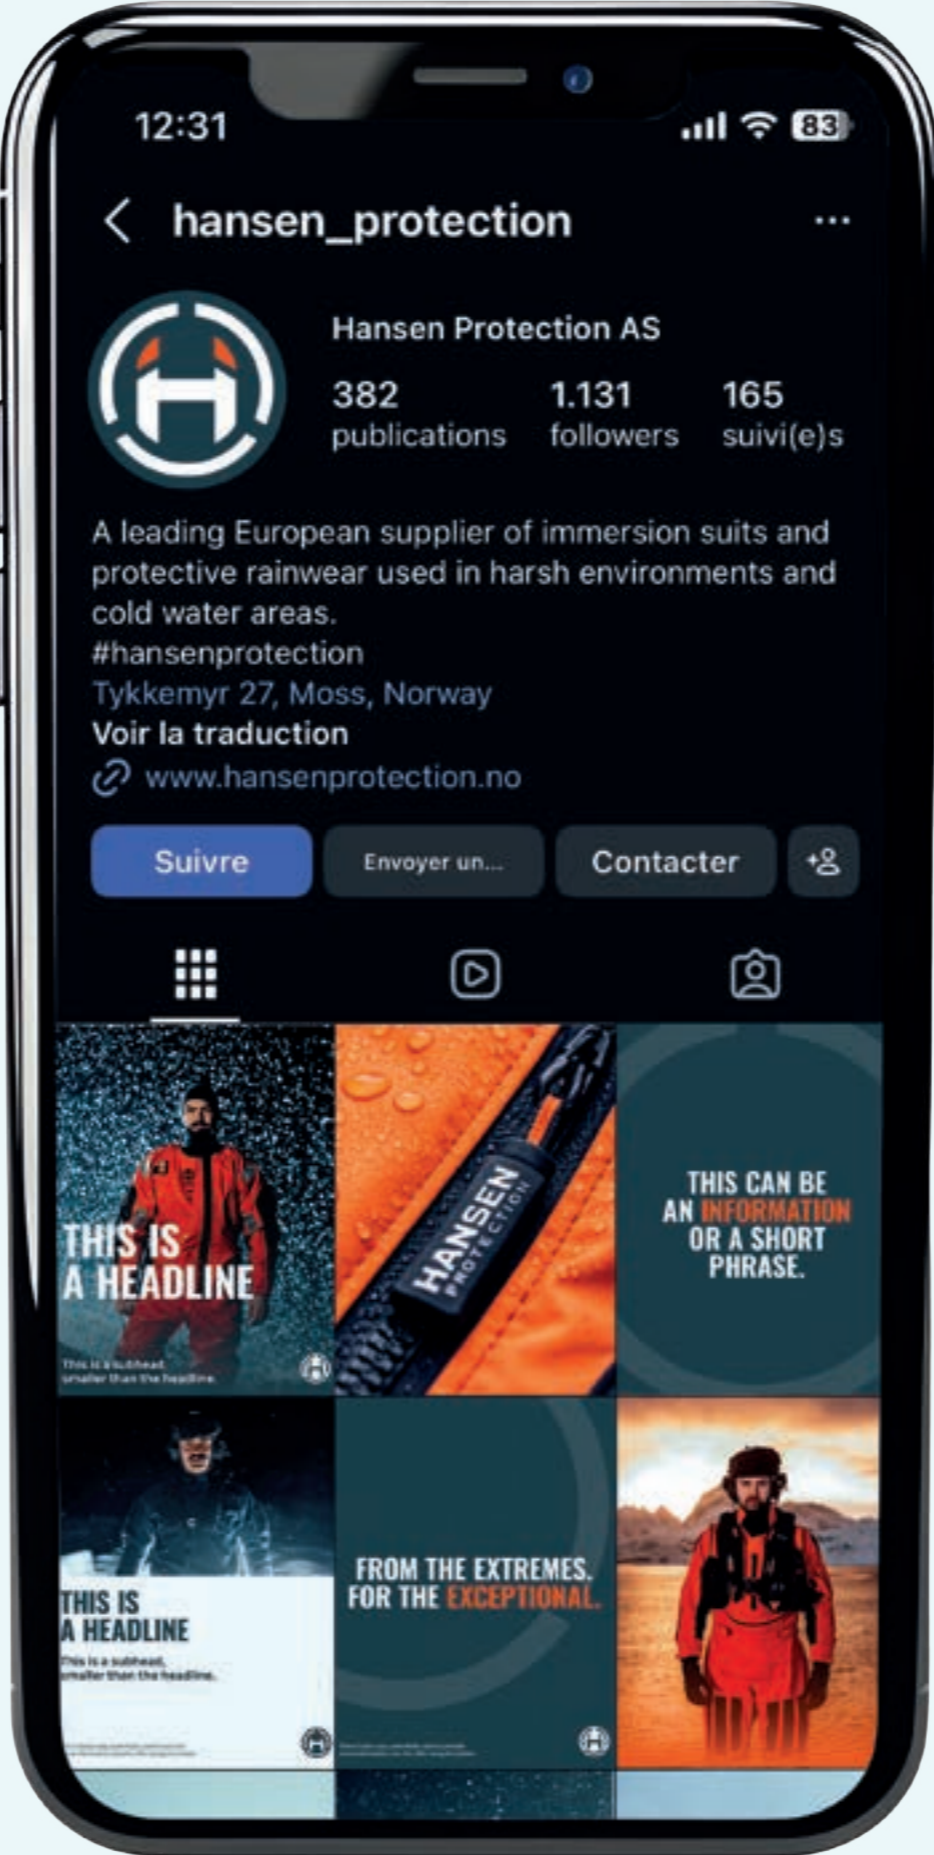 12:31
83
hansen_protection
Hansen Protection AS
382 1.131 165
publications followers suivi(e)s
A leading European supplier of immersion suits and
protective rainwear used in harsh environments and
cold water areas.
#hansenprotection
Tykkemyr 27, Moss, Norway
Voir la traduction
www.hansenprotection.no
Suivre Envoyer un... Contacter
THIS IS
A HEADLINE
This is a subhead,
smaller than the headline.
HANSEN
PROTECTION
THIS CAN BE
AN INFORMATION
OR A SHORT
PHRASE.
THIS IS
A HEADLINE
This is a subhead,
smaller than the headline.
FROM THE EXTREMES.
FOR THE EXCEPTIONAL.